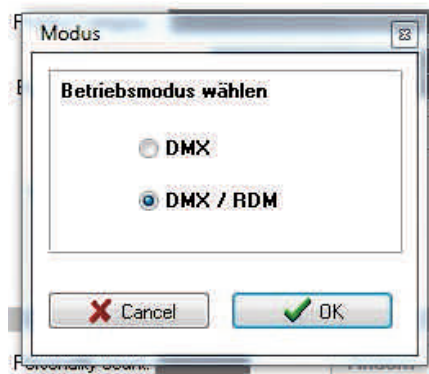 Modus
Betriebsmodus wählen
DMX
DMX / RDM
Cancel
OK